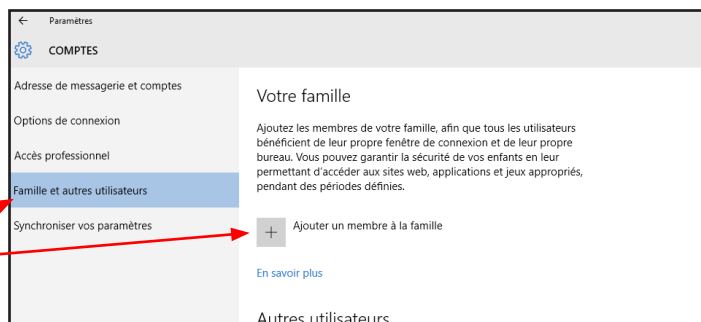 Paramètres
COMPTES
Adresse de messagerie et comptes
Options de connexion
Accès professionnel
Famille et autres utilisateurs
Synchroniser vos paramètres
Votre famille
Ajoutez les membres de votre famille, afin que tous les utilisateurs
bénéficient de leur propre fenêtre de connexion et de leur propre
bureau. Vous pouvez garantir la sécurité de vos enfants en leur
permettant d'accéder aux sites web, applications et jeux appropriés,
pendant des périodes définies.
Ajouter un membre à la famille
En savoir plus
Autres utilisateurs